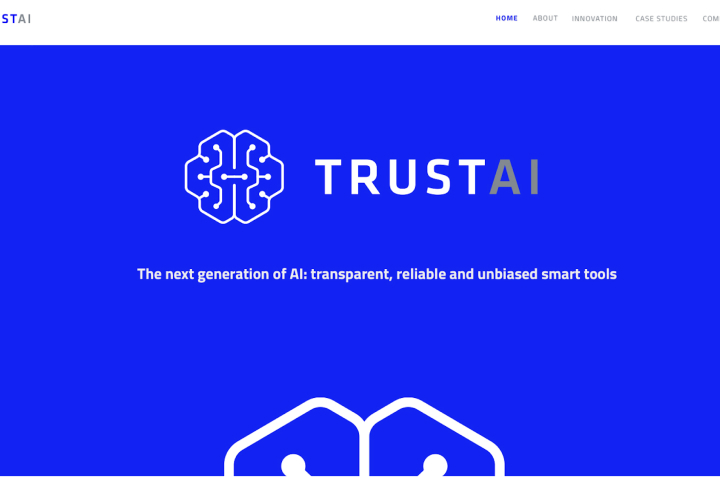 STAI
HOME ABOUT INNOVATION CASE STUDIES COM
TRUSTAI
The next generation of AI: transparent, reliable and unbiased smart tools